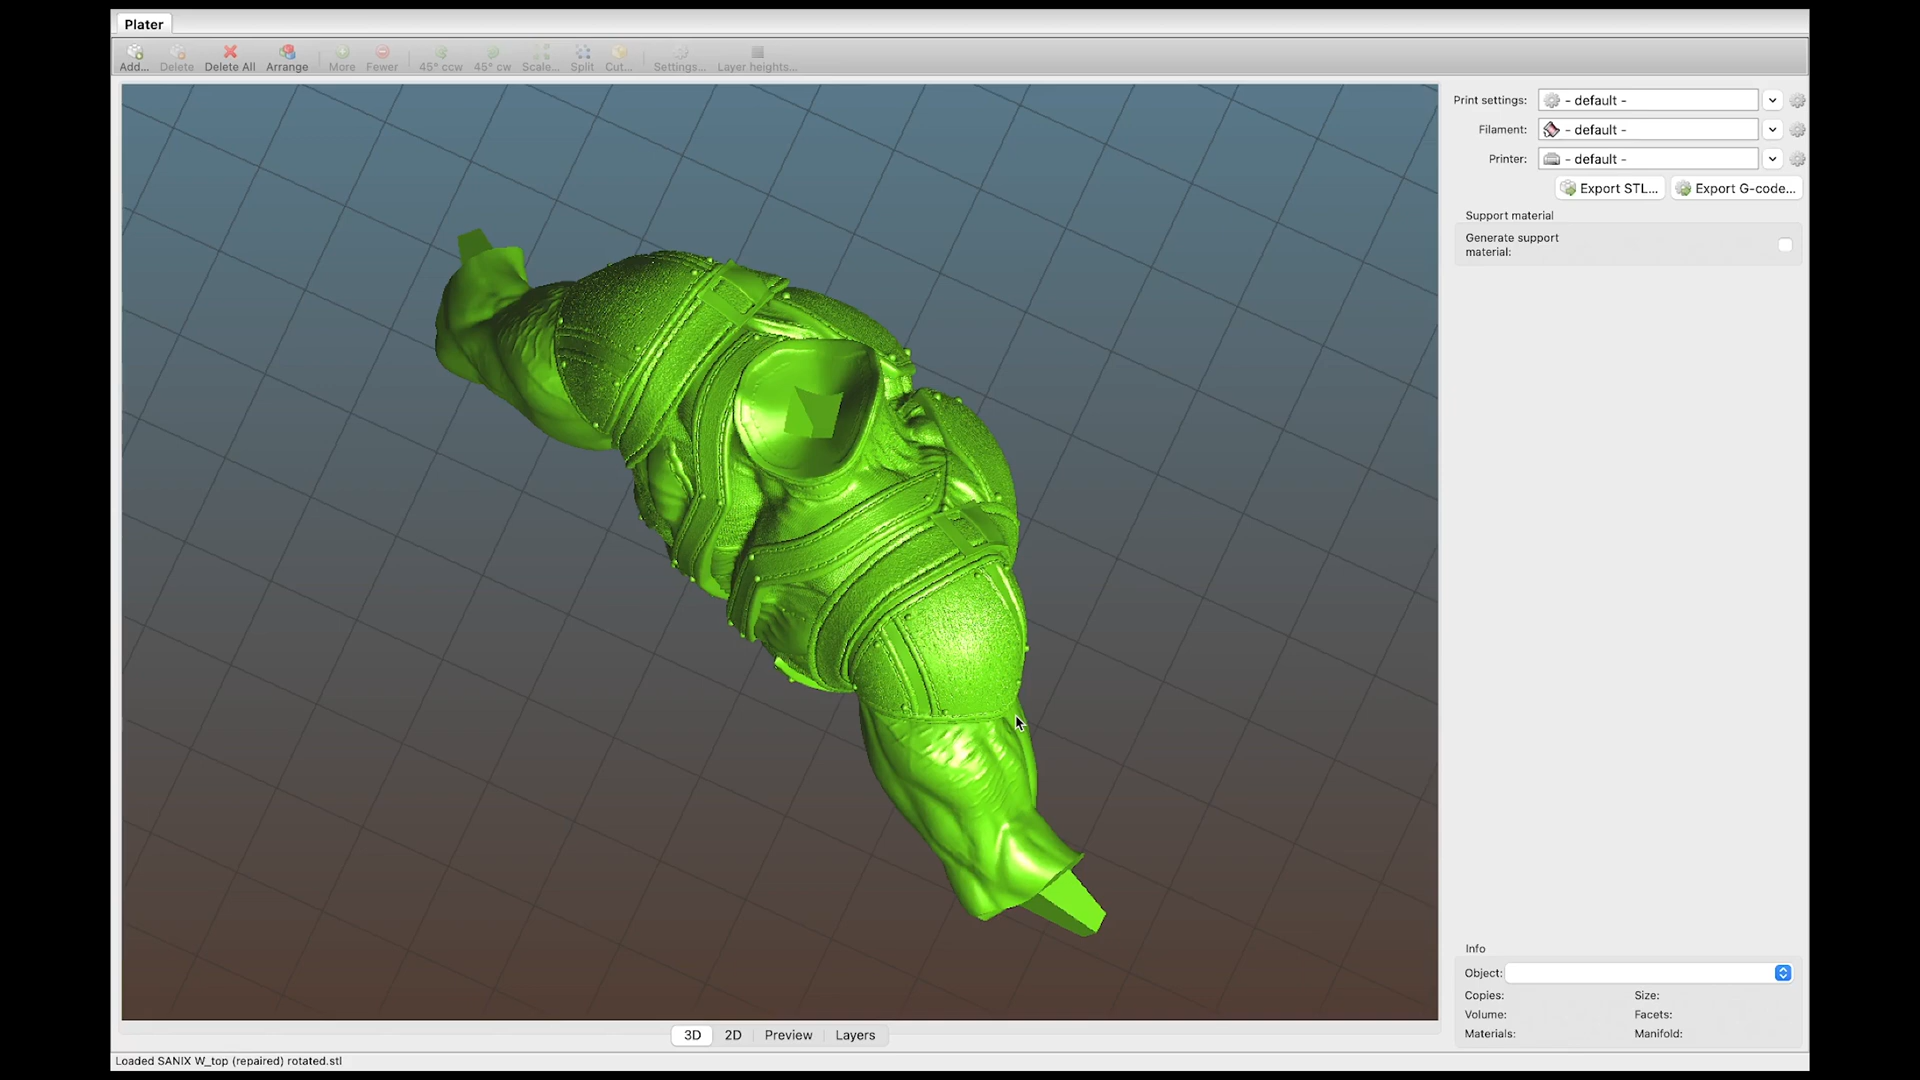 Plater
Add... Delete Delete All Arrange More Fewer 45° ccw 45° cw Scale... Split Cut... Settings... Layer heights...
Print settings: - default -
Filament: - default -
Printer: - default -
Export STL... Export G-code...
Support material
Generate support
material:
Info
Object:
Copies: Size:
Volume: Facets:
Materials: Manifold:
3D 2D Preview Layers
Loaded SANIX W_top (repaired) rotated.stl